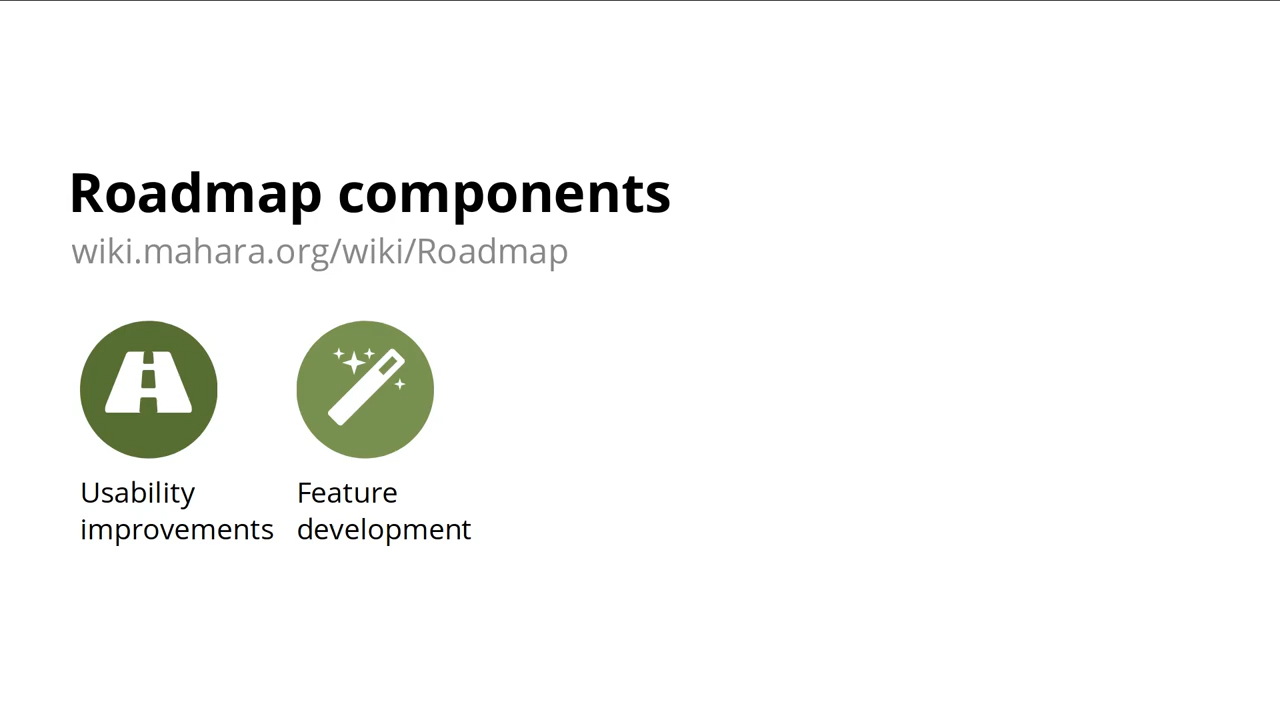 Roadmap components
wiki.mahara.org/wiki/Roadmap
Usability
improvements
Feature
development